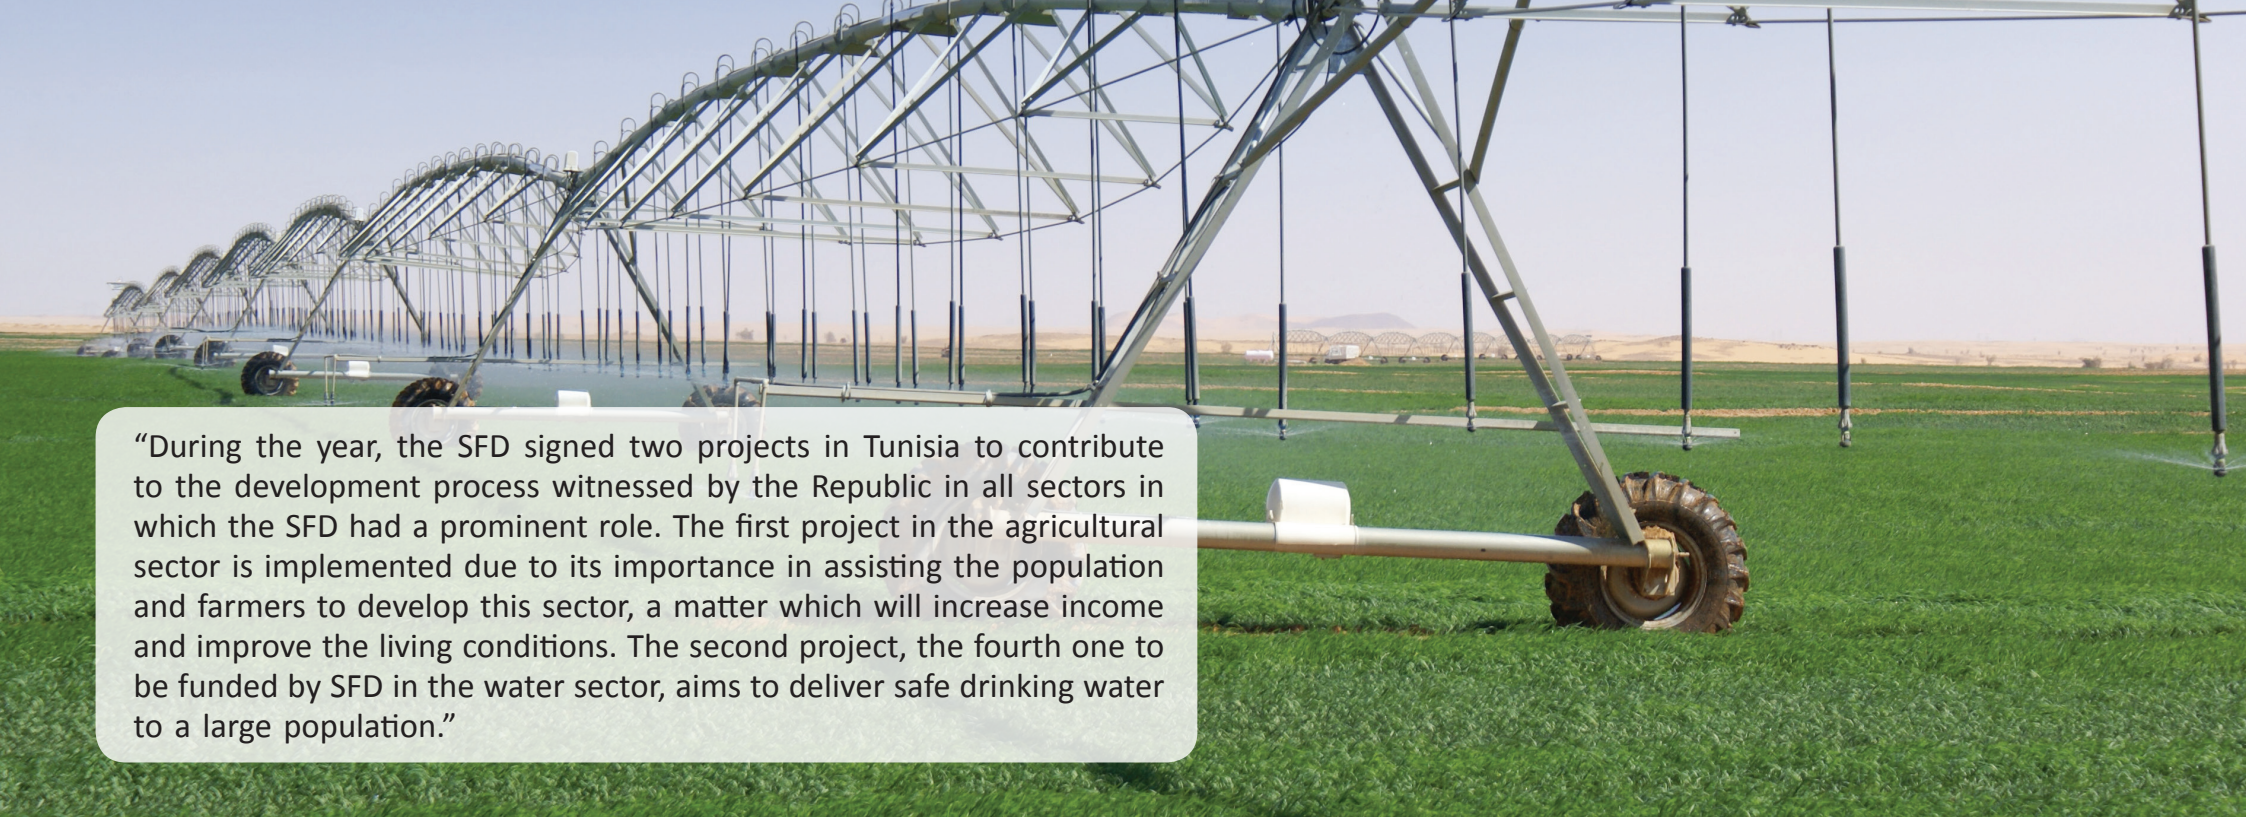 “During the year, the SFD signed two projects in Tunisia to contribute
to the development process witnessed by the Republic in all sectors in
which the SFD had a prominent role. The first project in the agricultural
sector is implemented due to its importance in assisting the population
and farmers to develop this sector, a matter which will increase income
and improve the living conditions. The second project, the fourth one to
be funded by SFD in the water sector, aims to deliver safe drinking water
to a large population.”